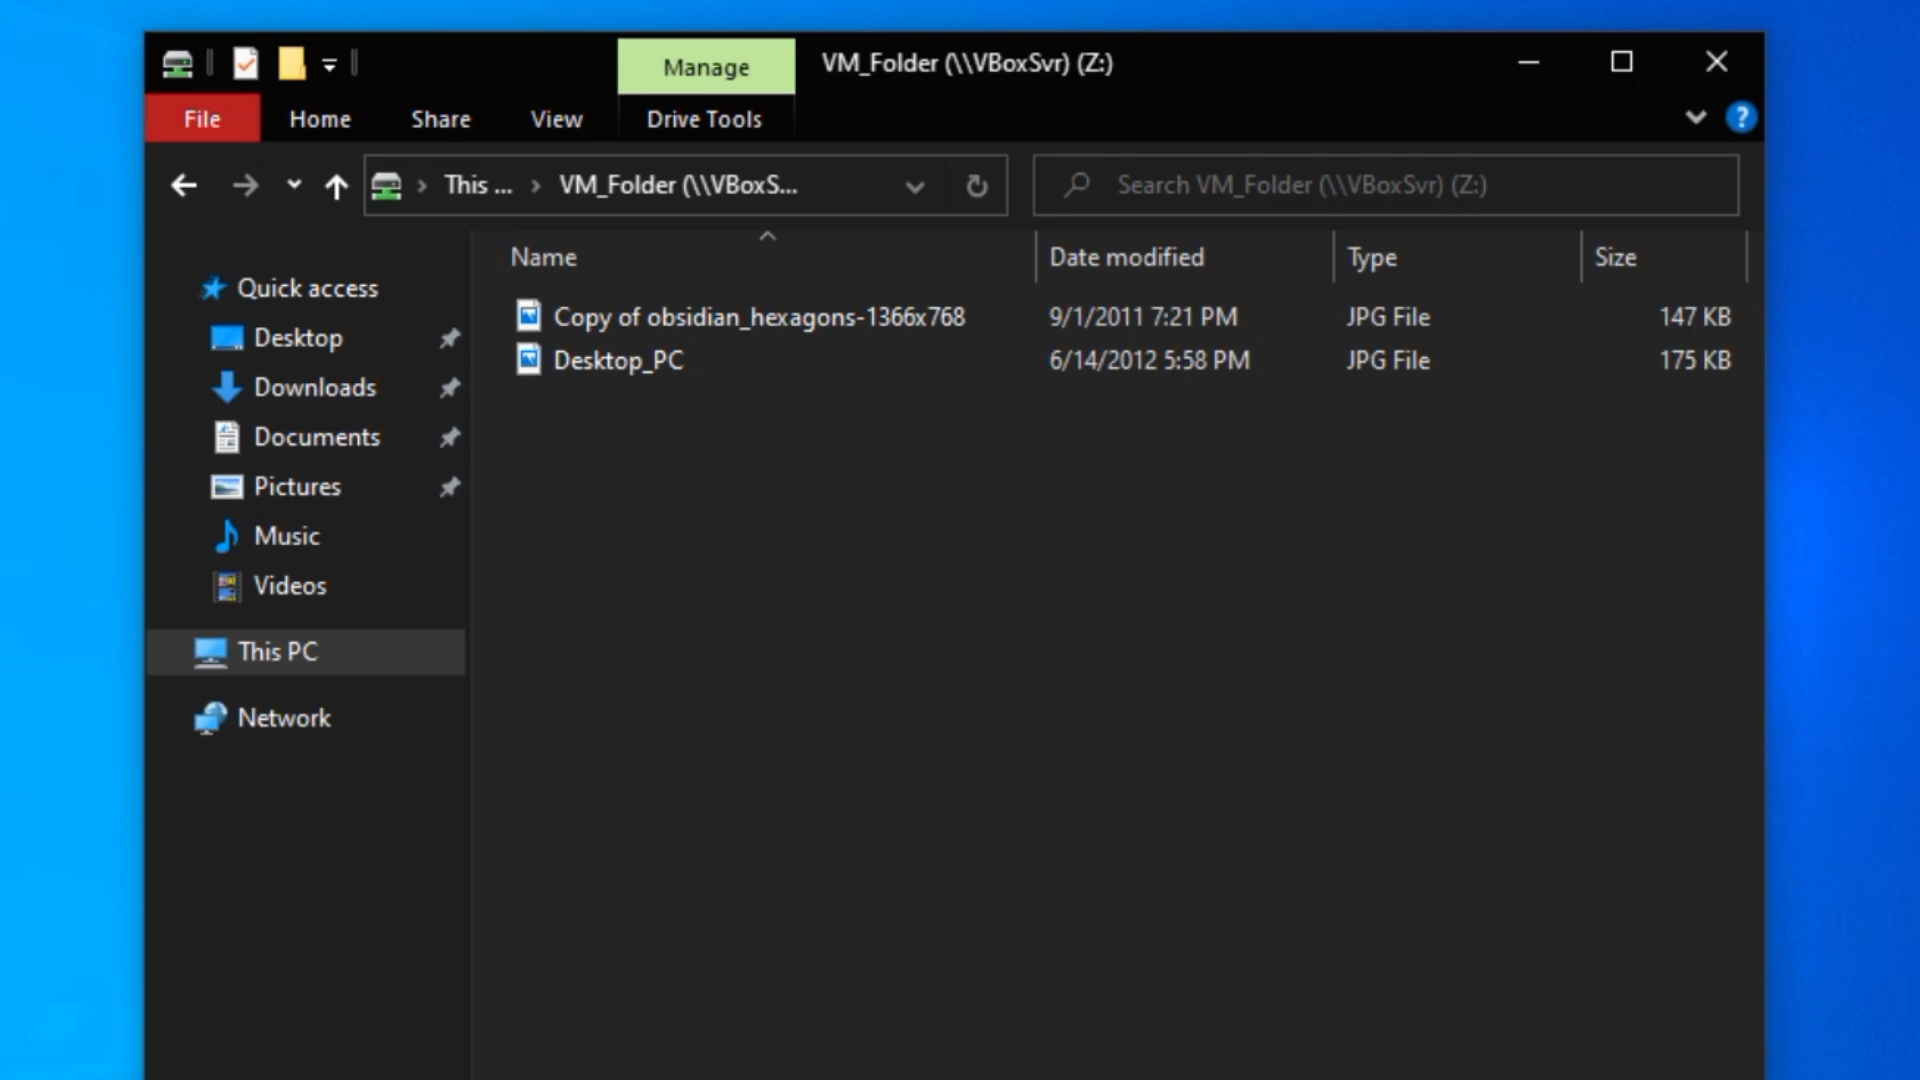 Manage
VM_Folder (\\VBoxSvr) (Z:)
File Home Share View Drive Tools
?
This ... VM_Folder (\\VBoxS...
Search VM_Folder (\\VBoxSvr) (Z:)
Name Date modified Type Size
Copy of obsidian_hexagons-1366x768 9/1/2011 7:21 PM JPG File 147 KB
Desktop_PC 6/14/2012 5:58 PM JPG File 175 KB
Quick access
Desktop
Downloads
Documents
Pictures
Music
Videos
This PC
Network